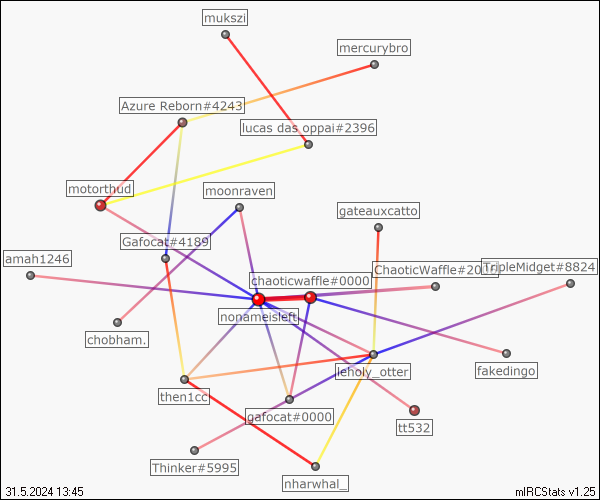 mukszi
mercurybro
Azure Reborn#4243
lucas das oppai#2396
motorthud
moonraven
gateauxcatto
Gafocat#4189
amah1246
TripleMidget#8824
chaoticwaffle#0000
nonameisleft
chobham.
leholy_otter
fakedingo
then1cc
gafocat#0000
tt532
Thinker#5995
nharwhal_
31.5.2024 13:45
mIRCStats v1.25